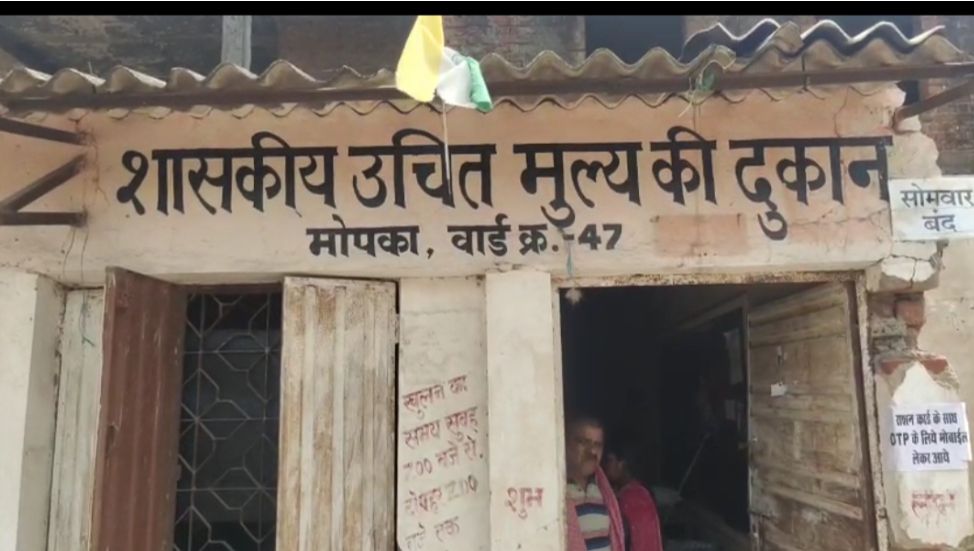 शासकीय उचित मुल्य की दुकान
मोपका, वार्ड क्र.-47
सोमवार
बंद
खुलने का
समय सुबह
7.00 बजे से
दोपहर 2.00
बजे तक
शुभ
राशन कार्ड के साथ
OTP के लिये मोबाईल
लेकर आये